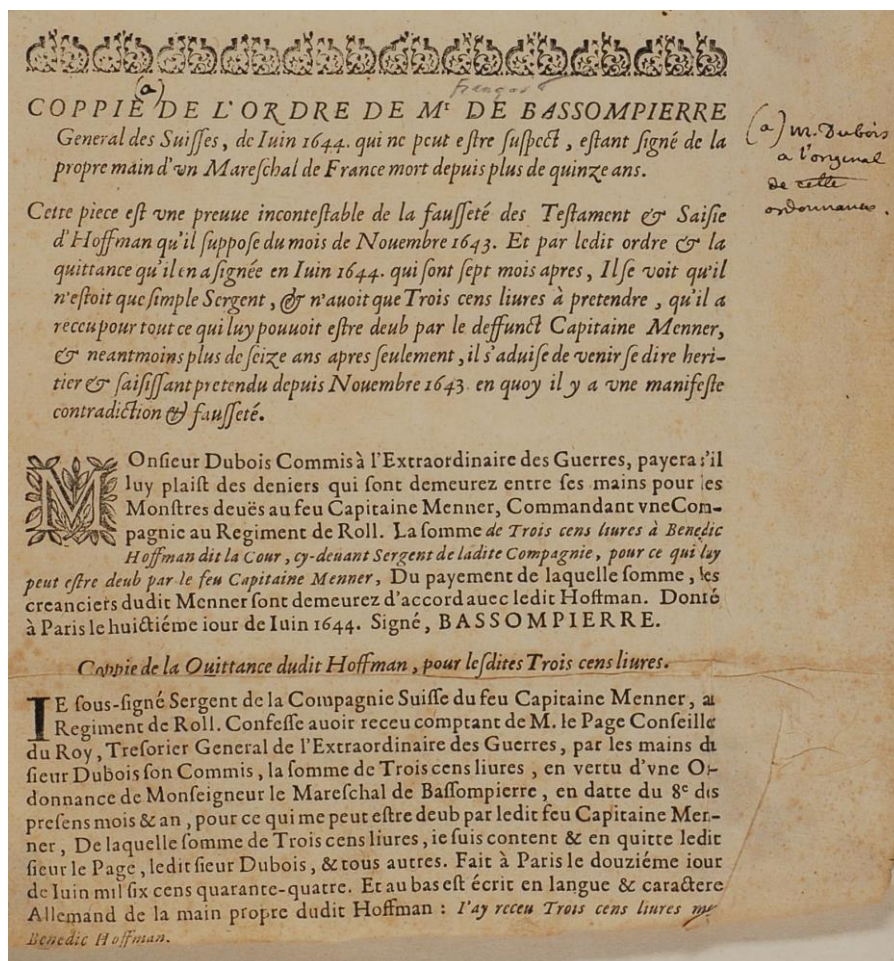 (a)
françois
COPPIE DE L'ORDRE DE Mr DE BASSOMPIERRE
General des Suisses, de Iuin 1644. qui ne peut estre suspect, estant signé de la
propre main d'vn Mareschal de France mort depuis plus de quinze ans.
(a) M. Dubois
a l'original
de cette
ordonnance.
Cette piece est vne preuue incontestable de la fausseté des Testament & Saisie
d'Hoffman qu'il suppose du mois de Nouembre 1643. Et par ledit ordre & la
quittance qu'il en a signée en Iuin 1644. qui sont sept mois apres, Il se voit qu'il
n'estoit que simple Sergent, & n'auoit que Trois cens liures à pretendre, qu'il a
receu pour tout ce qui luy pouuoit estre deub par le deffunct Capitaine Menner,
& neantmoins plus de seize ans apres seulement, il s'aduise de venir se dire heri-
tier & saisissant pretendu depuis Nouembre 1643. en quoy il y a vne manifeste
contradiction & fausseté.
MOnsieur Dubois Commis à l'Extraordinaire des Guerres, payera s'il
luy plaist des deniers qui sont demeurez entre ses mains pour les
Monstres deuës au feu Capitaine Menner, Commandant vne Com-
pagnie au Regiment de Roll. La somme de Trois cens liures à Benedic
Hoffman dit la Cour, cy-deuant Sergent de ladite Compagnie, pour ce qui luy
peut estre deub par le feu Capitaine Menner, Du payement de laquelle somme, les
creanciers dudit Menner sont demeurez d'accord auec ledit Hoffman. Donné
à Paris le huictiéme iour de Iuin 1644. Signé, BASSOMPIERRE.
Coppie de la Quittance dudit Hoffman, pour lesdites Trois cens liures.
IE sous-signé Sergent de la Compagnie Suisse du feu Capitaine Menner, au
Regiment de Roll. Confesse auoir receu comptant de M. le Page Conseille
du Roy, Tresorier General de l'Extraordinaire des Guerres, par les mains du
sieur Dubois son Commis, la somme de Trois cens liures, en vertu d'vne Or-
donnance de Monseigneur le Mareschal de Bassompierre, en datte du 8e des
presens mois & an, pour ce qui me peut estre deub par ledit feu Capitaine Men-
ner, De laquelle somme de Trois cens liures, ie suis content & en quitte ledit
sieur le Page, ledit sieur Dubois, & tous autres. Fait à Paris le douziéme iour
de Iuin mil six cens quarante-quatre. Et au bas est écrit en langue & caractere
Allemand de la main propre dudit Hoffman : I'ay receu Trois cens liures moy
Benedic Hoffman.